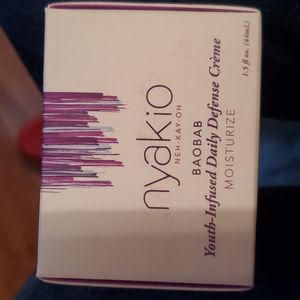 nyakio
NEH·KAY·OH
BAOBAB
Youth-Infused Daily Defense Crème
MOISTURIZE
1.5 fl oz. (44mL)